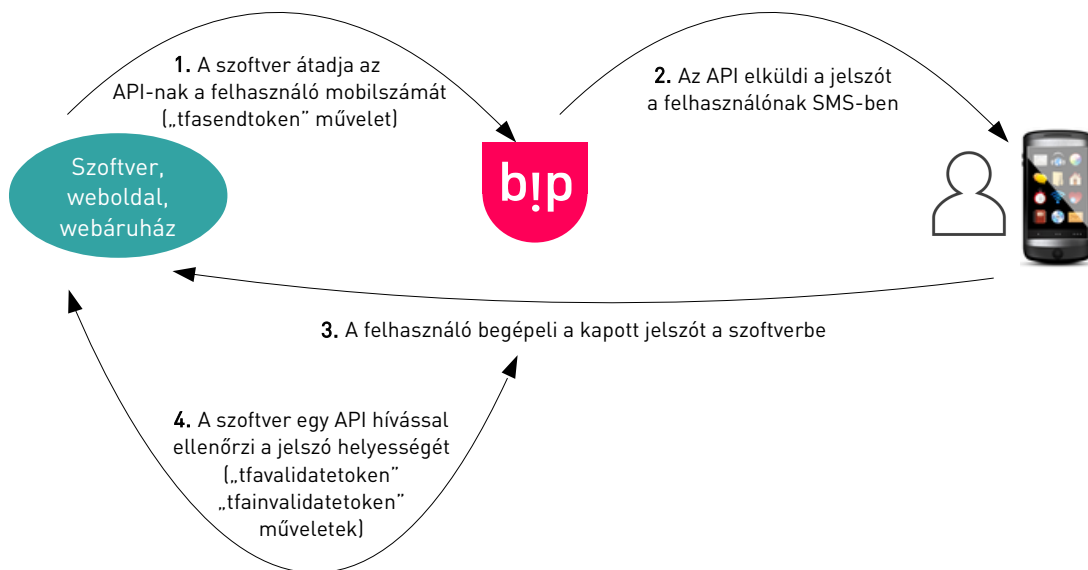 1. A szoftver átadja az
API-nak a felhasználó mobilszámát
(„tfasendtoken” művelet)
2. Az API elküldi a jelszót
a felhasználónak SMS-ben
Szoftver,
weboldal,
webáruház
b!p
3. A felhasználó begépeli a kapott jelszót a szoftverbe
4. A szoftver egy API hívással
ellenőrzi a jelszó helyességét
(„tfavalidatetoken”
„tfainvalidatetoken”
műveletek)